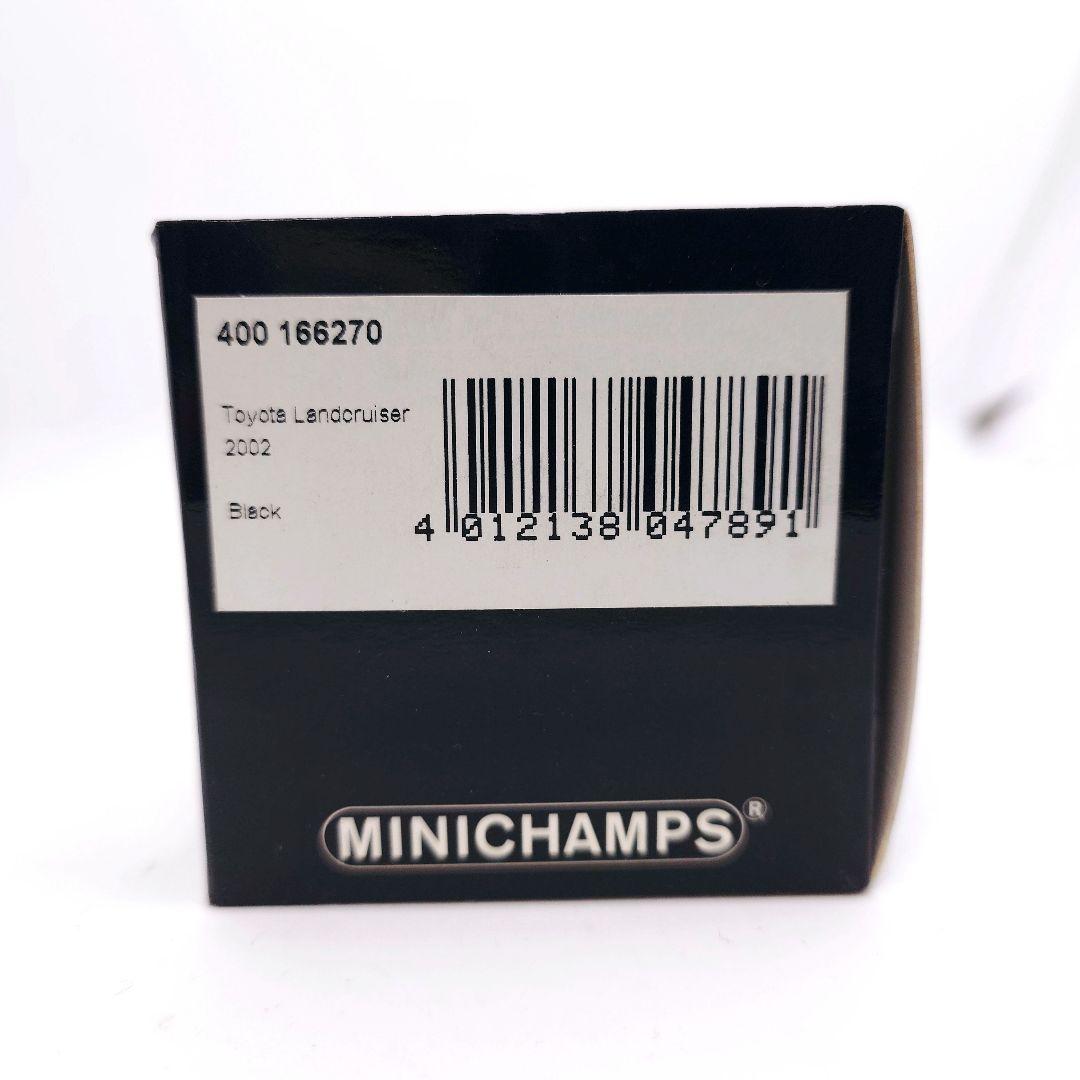 400 166270
Toyota Landcruiser
2002
Black
4 012138 047891
MINICHAMPS®